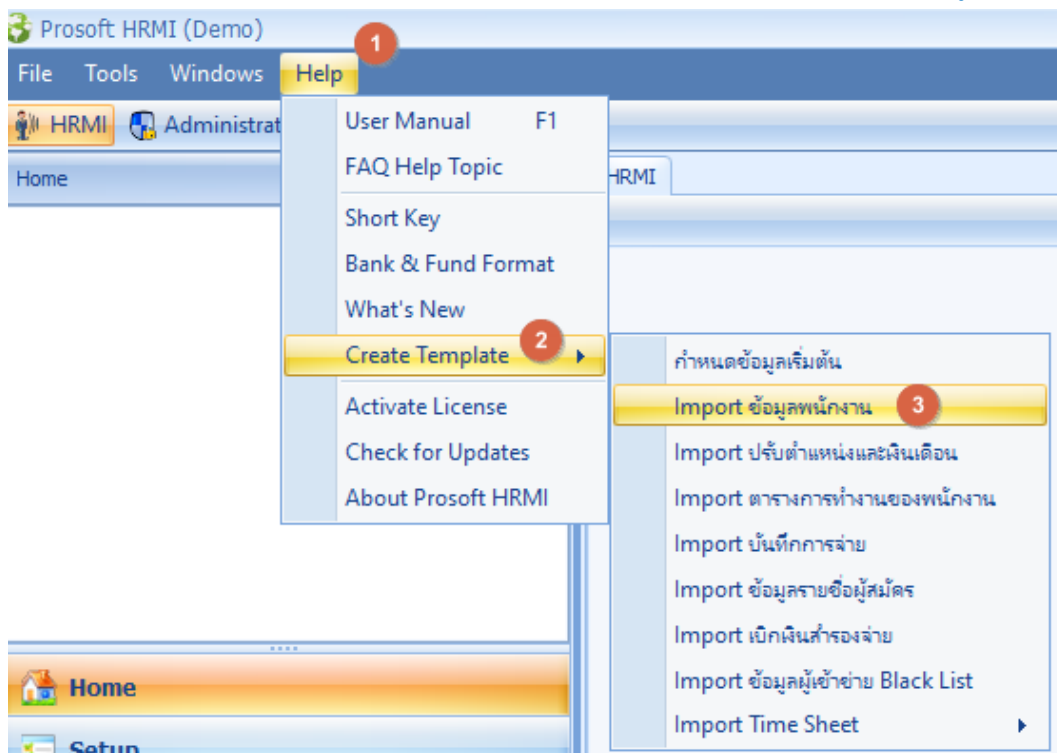 Prosoft HRMI (Demo)
1
File Tools Windows Help
HRMI Administrat
User Manual F1
Home
FAQ Help Topic
HRMI
Short Key
Bank & Fund Format
What's New
Create Template 2
กำหนดข้อมูลเริ่มต้น
Activate License
Import ข้อมูลพนักงาน 3
Check for Updates
Import ปรับตำแหน่งและเงินเดือน
About Prosoft HRMI
Import ตารางการทำงานของพนักงาน
Import บันทึกการจ่าย
Import ข้อมูลรายชื่อผู้สมัคร
Import เบิกเงินสำรองจ่าย
Home
Import ข้อมูลผู้เข้าข่าย Black List
Import Time Sheet
Setup